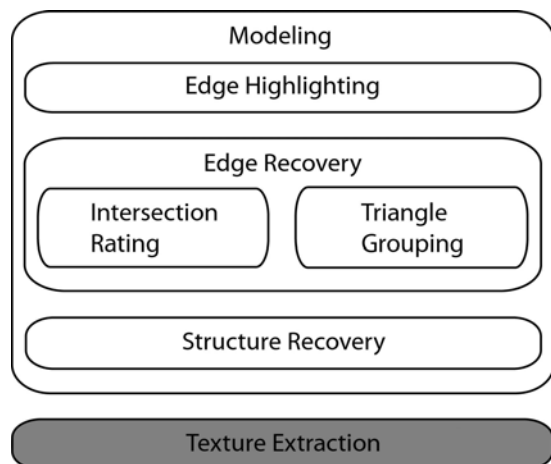 Modeling
Edge Highlighting
Edge Recovery
Intersection
Rating
Triangle
Grouping
Structure Recovery
Texture Extraction